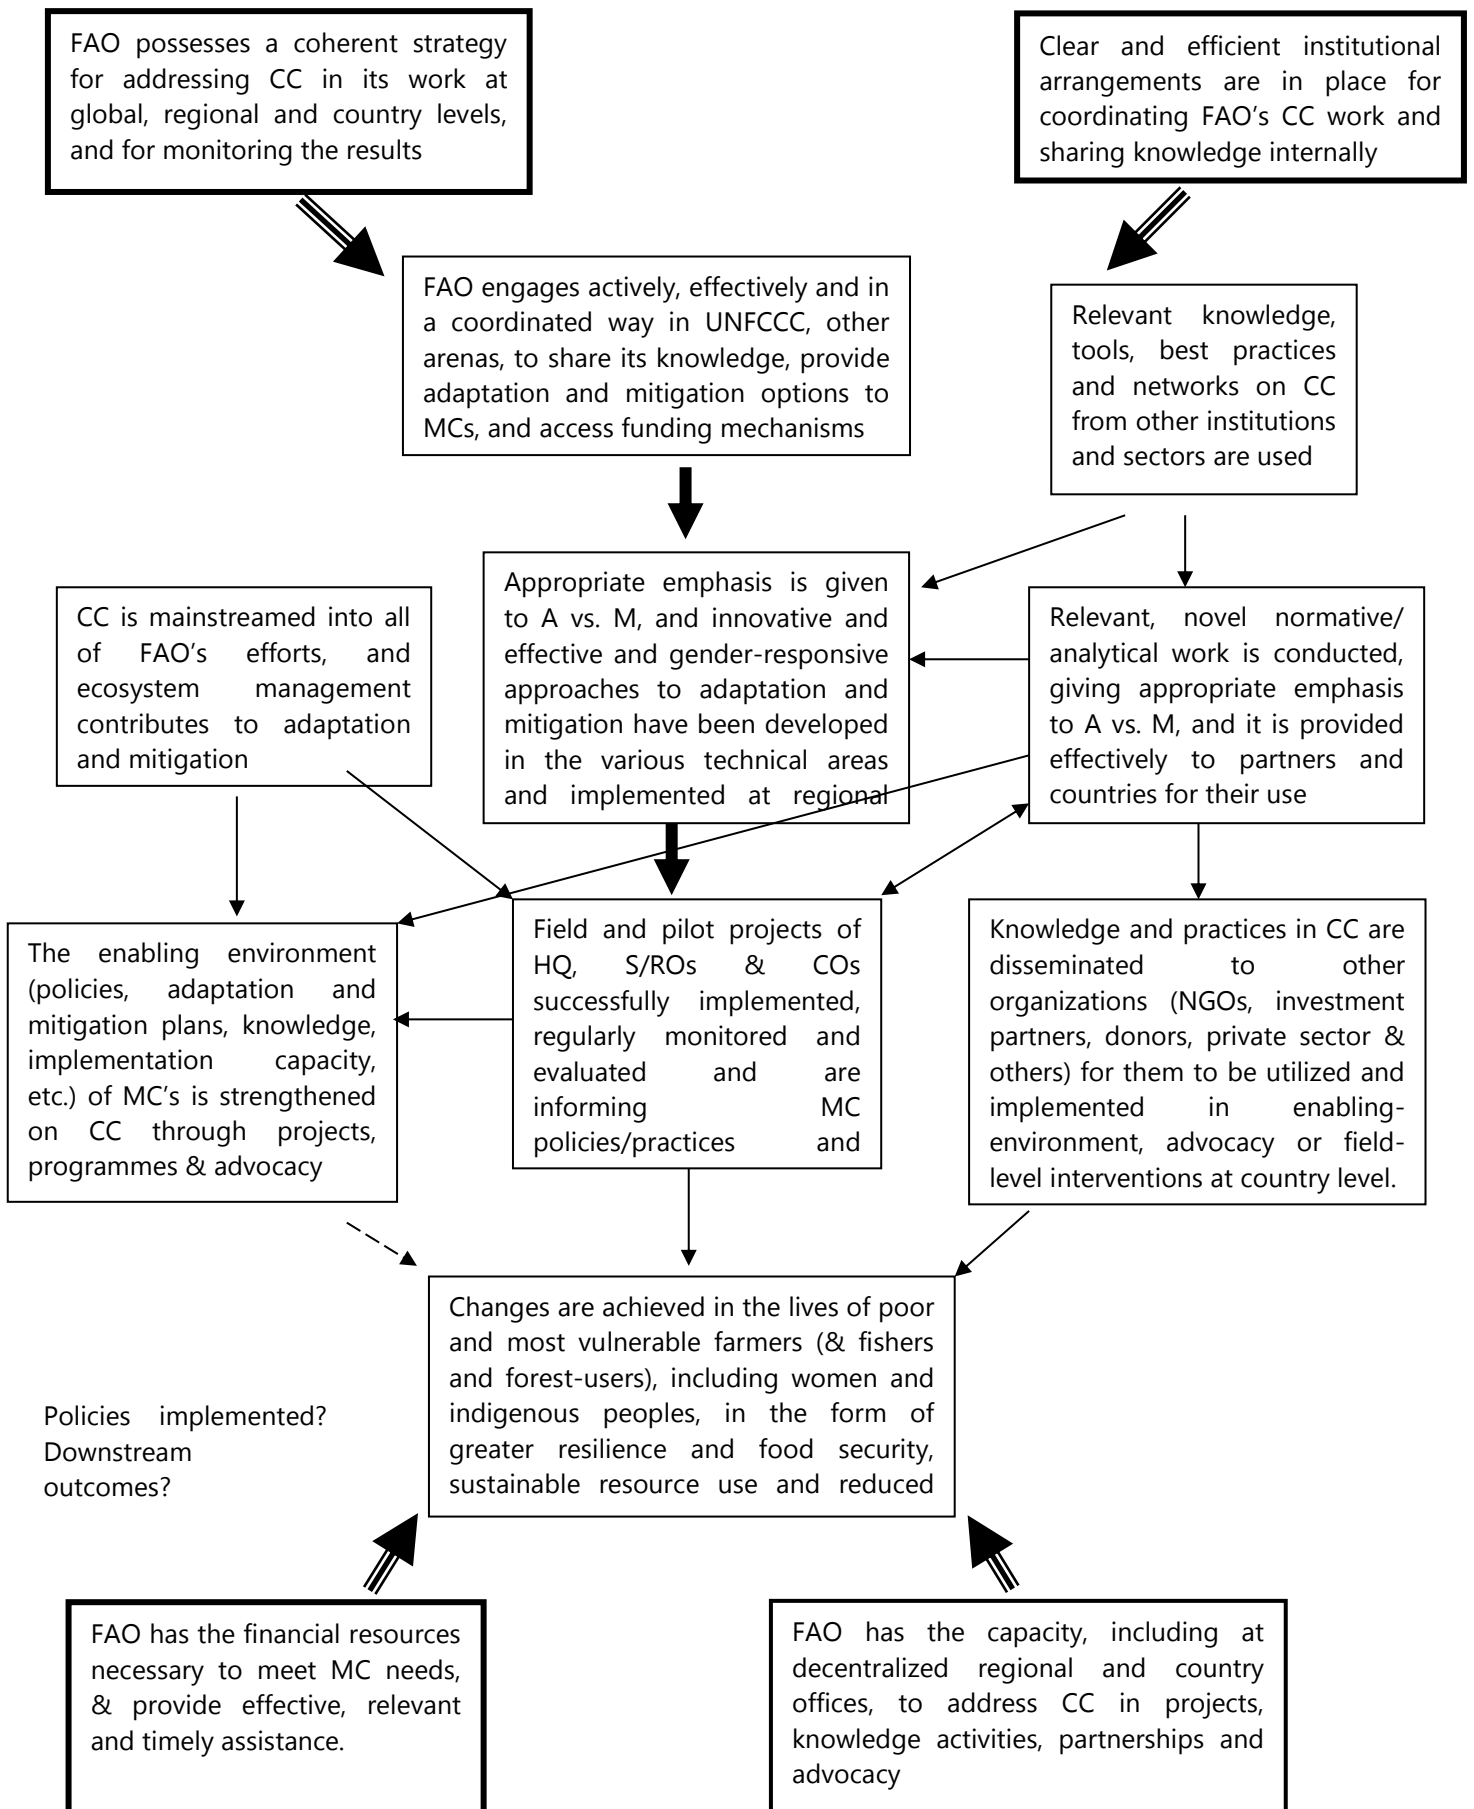 FAO possesses a coherent strategy
for addressing CC in its work at
global, regional and country levels,
and for monitoring the results
Clear and efficient institutional
arrangements are in place for
coordinating FAO's CC work and
sharing knowledge internally
FAO engages actively, effectively and in
a coordinated way in UNFCCC, other
arenas, to share its knowledge, provide
adaptation and mitigation options to
MCs, and access funding mechanisms
Relevant knowledge,
tools, best practices
and networks on CC
from other institutions
and sectors are used
CC is mainstreamed into all
of FAO's efforts, and
ecosystem management
contributes to adaptation
and mitigation
Appropriate emphasis is given
to A vs. M, and innovative and
effective and gender-responsive
approaches to adaptation and
mitigation have been developed
in the various technical areas
and implemented at regional
Relevant, novel normative/
analytical work is conducted,
giving appropriate emphasis
to A vs. M, and it is provided
effectively to partners and
countries for their use
The enabling environment
(policies, adaptation and
mitigation plans, knowledge,
implementation capacity,
etc.) of MC's is strengthened
on CC through projects,
programmes & advocacy
Field and pilot projects of
HQ, S/ROs & COs
successfully implemented,
regularly monitored and
evaluated and are
informing MC
policies/practices and
Knowledge and practices in CC are
disseminated to other
organizations (NGOs, investment
partners, donors, private sector &
others) for them to be utilized and
implemented in enabling-
environment, advocacy or field-
level interventions at country level.
Changes are achieved in the lives of poor
and most vulnerable farmers (& fishers
and forest-users), including women and
indigenous peoples, in the form of
greater resilience and food security,
sustainable resource use and reduced
Policies implemented?
Downstream
outcomes?
FAO has the financial resources
necessary to meet MC needs,
& provide effective, relevant
and timely assistance.
FAO has the capacity, including at
decentralized regional and country
offices, to address CC in projects,
knowledge activities, partnerships and
advocacy